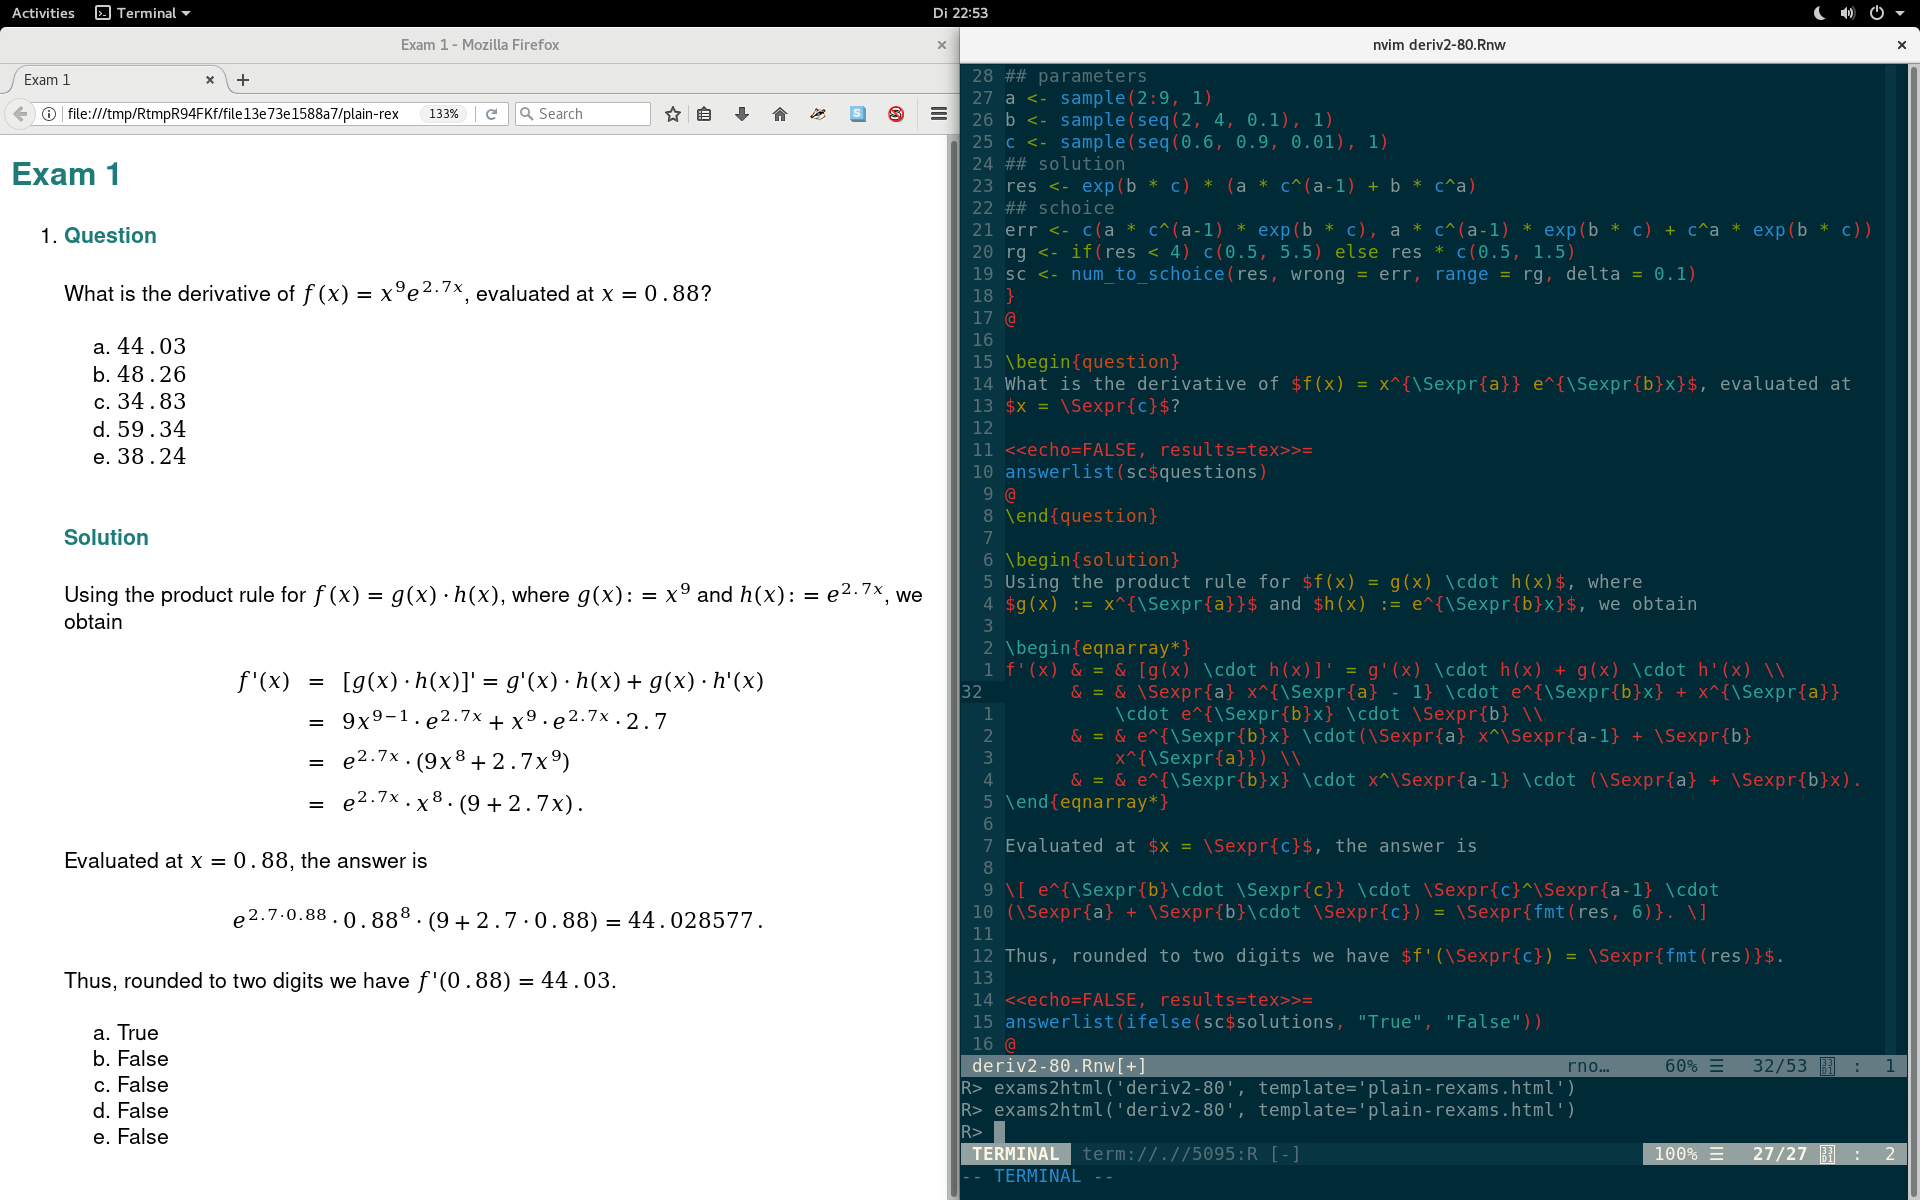 Activities Terminal Di 22:53
Exam 1 - Mozilla Firefox
Exam 1
file:///tmp/RtmpR94FKf/file13e73e1588a7/plain-rex 133% Search
Exam 1
1. Question
What is the derivative of f(x) = x^9e^{2.7x}, evaluated at x = 0.88?
a. 44.03
b. 48.26
c. 34.83
d. 59.34
e. 38.24
Solution
Using the product rule for f(x) = g(x) · h(x), where g(x) := x^9 and h(x) := e^{2.7x}, we
obtain
f'(x) = [g(x) · h(x)]' = g'(x) · h(x) + g(x) · h'(x)
= 9x^{9−1} · e^{2.7x} + x^9 · e^{2.7x} · 2.7
= e^{2.7x} · (9x^8 + 2.7x^9)
= e^{2.7x} · x^8 · (9 + 2.7x).
Evaluated at x = 0.88, the answer is
e^{2.7·0.88} · 0.88^8 · (9 + 2.7 · 0.88) = 44.028577.
Thus, rounded to two digits we have f'(0.88) = 44.03.
a. True
b. False
c. False
d. False
e. False
nvim deriv2-80.Rnw
28 ## parameters
27 a <- sample(2:9, 1)
26 b <- sample(seq(2, 4, 0.1), 1)
25 c <- sample(seq(0.6, 0.9, 0.01), 1)
24 ## solution
23 res <- exp(b * c) * (a * c^(a-1) + b * c^a)
22 ## schoice
21 err <- c(a * c^(a-1) * exp(b * c), a * c^(a-1) * exp(b * c) + c^a * exp(b * c))
20 rg <- if(res < 4) c(0.5, 5.5) else res * c(0.5, 1.5)
19 sc <- num_to_schoice(res, wrong = err, range = rg, delta = 0.1)
18 }
17 @
16
15 \begin{question}
14 What is the derivative of $f(x) = x^{\Sexpr{a}} e^{\Sexpr{b}x}$, evaluated at
13 $x = \Sexpr{c}$?
12
11 <<echo=FALSE, results=tex>>=
10 answerlist(sc$questions)
9 @
8 \end{question}
7
6 \begin{solution}
5 Using the product rule for $f(x) = g(x) \cdot h(x)$, where
4 $g(x) := x^{\Sexpr{a}}$ and $h(x) := e^{\Sexpr{b}x}$, we obtain
3
2 \begin{eqnarray*}
1 f'(x) & = & [g(x) \cdot h(x)]' = g'(x) \cdot h(x) + g(x) \cdot h'(x) \\
32 & = & \Sexpr{a} x^{\Sexpr{a} - 1} \cdot e^{\Sexpr{b}x} + x^{\Sexpr{a}}
1 \cdot e^{\Sexpr{b}x} \cdot \Sexpr{b} \\
2 & = & e^{\Sexpr{b}x} \cdot(\Sexpr{a} x^\Sexpr{a-1} + \Sexpr{b}
3 x^{\Sexpr{a}}) \\
4 & = & e^{\Sexpr{b}x} \cdot x^\Sexpr{a-1} \cdot (\Sexpr{a} + \Sexpr{b}x).
5 \end{eqnarray*}
6
7 Evaluated at $x = \Sexpr{c}$, the answer is
8
9 \[ e^{\Sexpr{b}\cdot \Sexpr{c}} \cdot \Sexpr{c}^\Sexpr{a-1} \cdot
10 (\Sexpr{a} + \Sexpr{b}\cdot \Sexpr{c}) = \Sexpr{fmt(res, 6)}. \]
11
12 Thus, rounded to two digits we have $f'(\Sexpr{c}) = \Sexpr{fmt(res)}$.
13
14 <<echo=FALSE, results=tex>>=
15 answerlist(ifelse(sc$solutions, "True", "False"))
16 @
deriv2-80.Rnw[+] rno… 60% ☰ 32/53 : 1
R> exams2html('deriv2-80', template='plain-rexams.html')
R> exams2html('deriv2-80', template='plain-rexams.html')
R>
TERMINAL term://.//5095:R [-] 100% ☰ 27/27 : 2
-- TERMINAL --